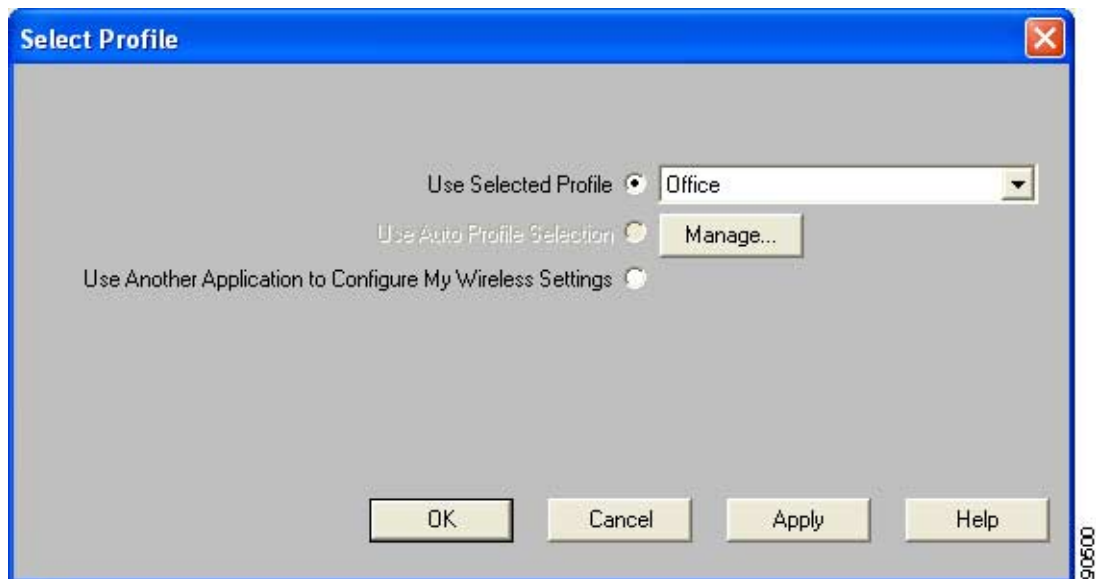 Select Profile
Use Selected Profile
Office
Use Auto Profile Selection
Manage...
Use Another Application to Configure My Wireless Settings
OK
Cancel
Apply
Help
90500